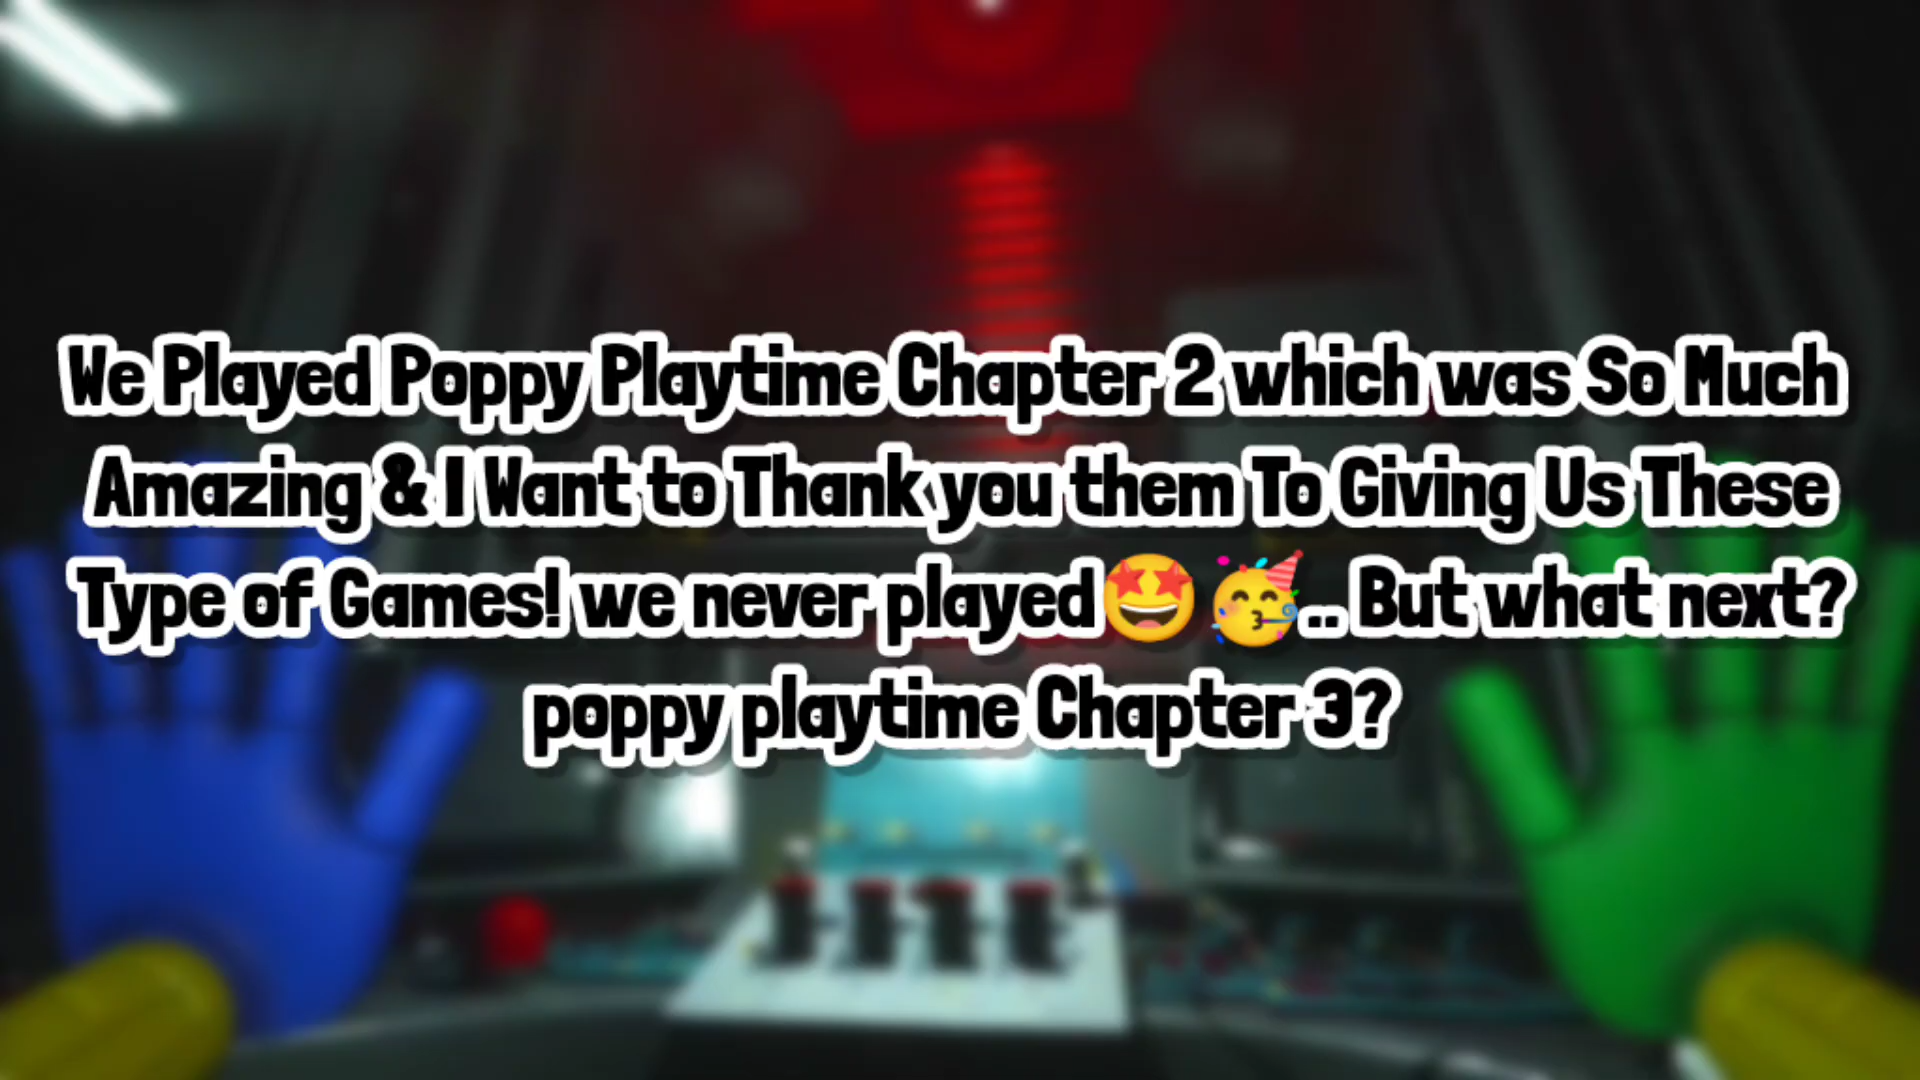 We Played Poppy Playtime Chapter 2 which was So Much
Amazing & I Want to Thank you them To Giving Us These
Type of Games! we never played🤩🥳.. But what next?
poppy playtime Chapter 3?